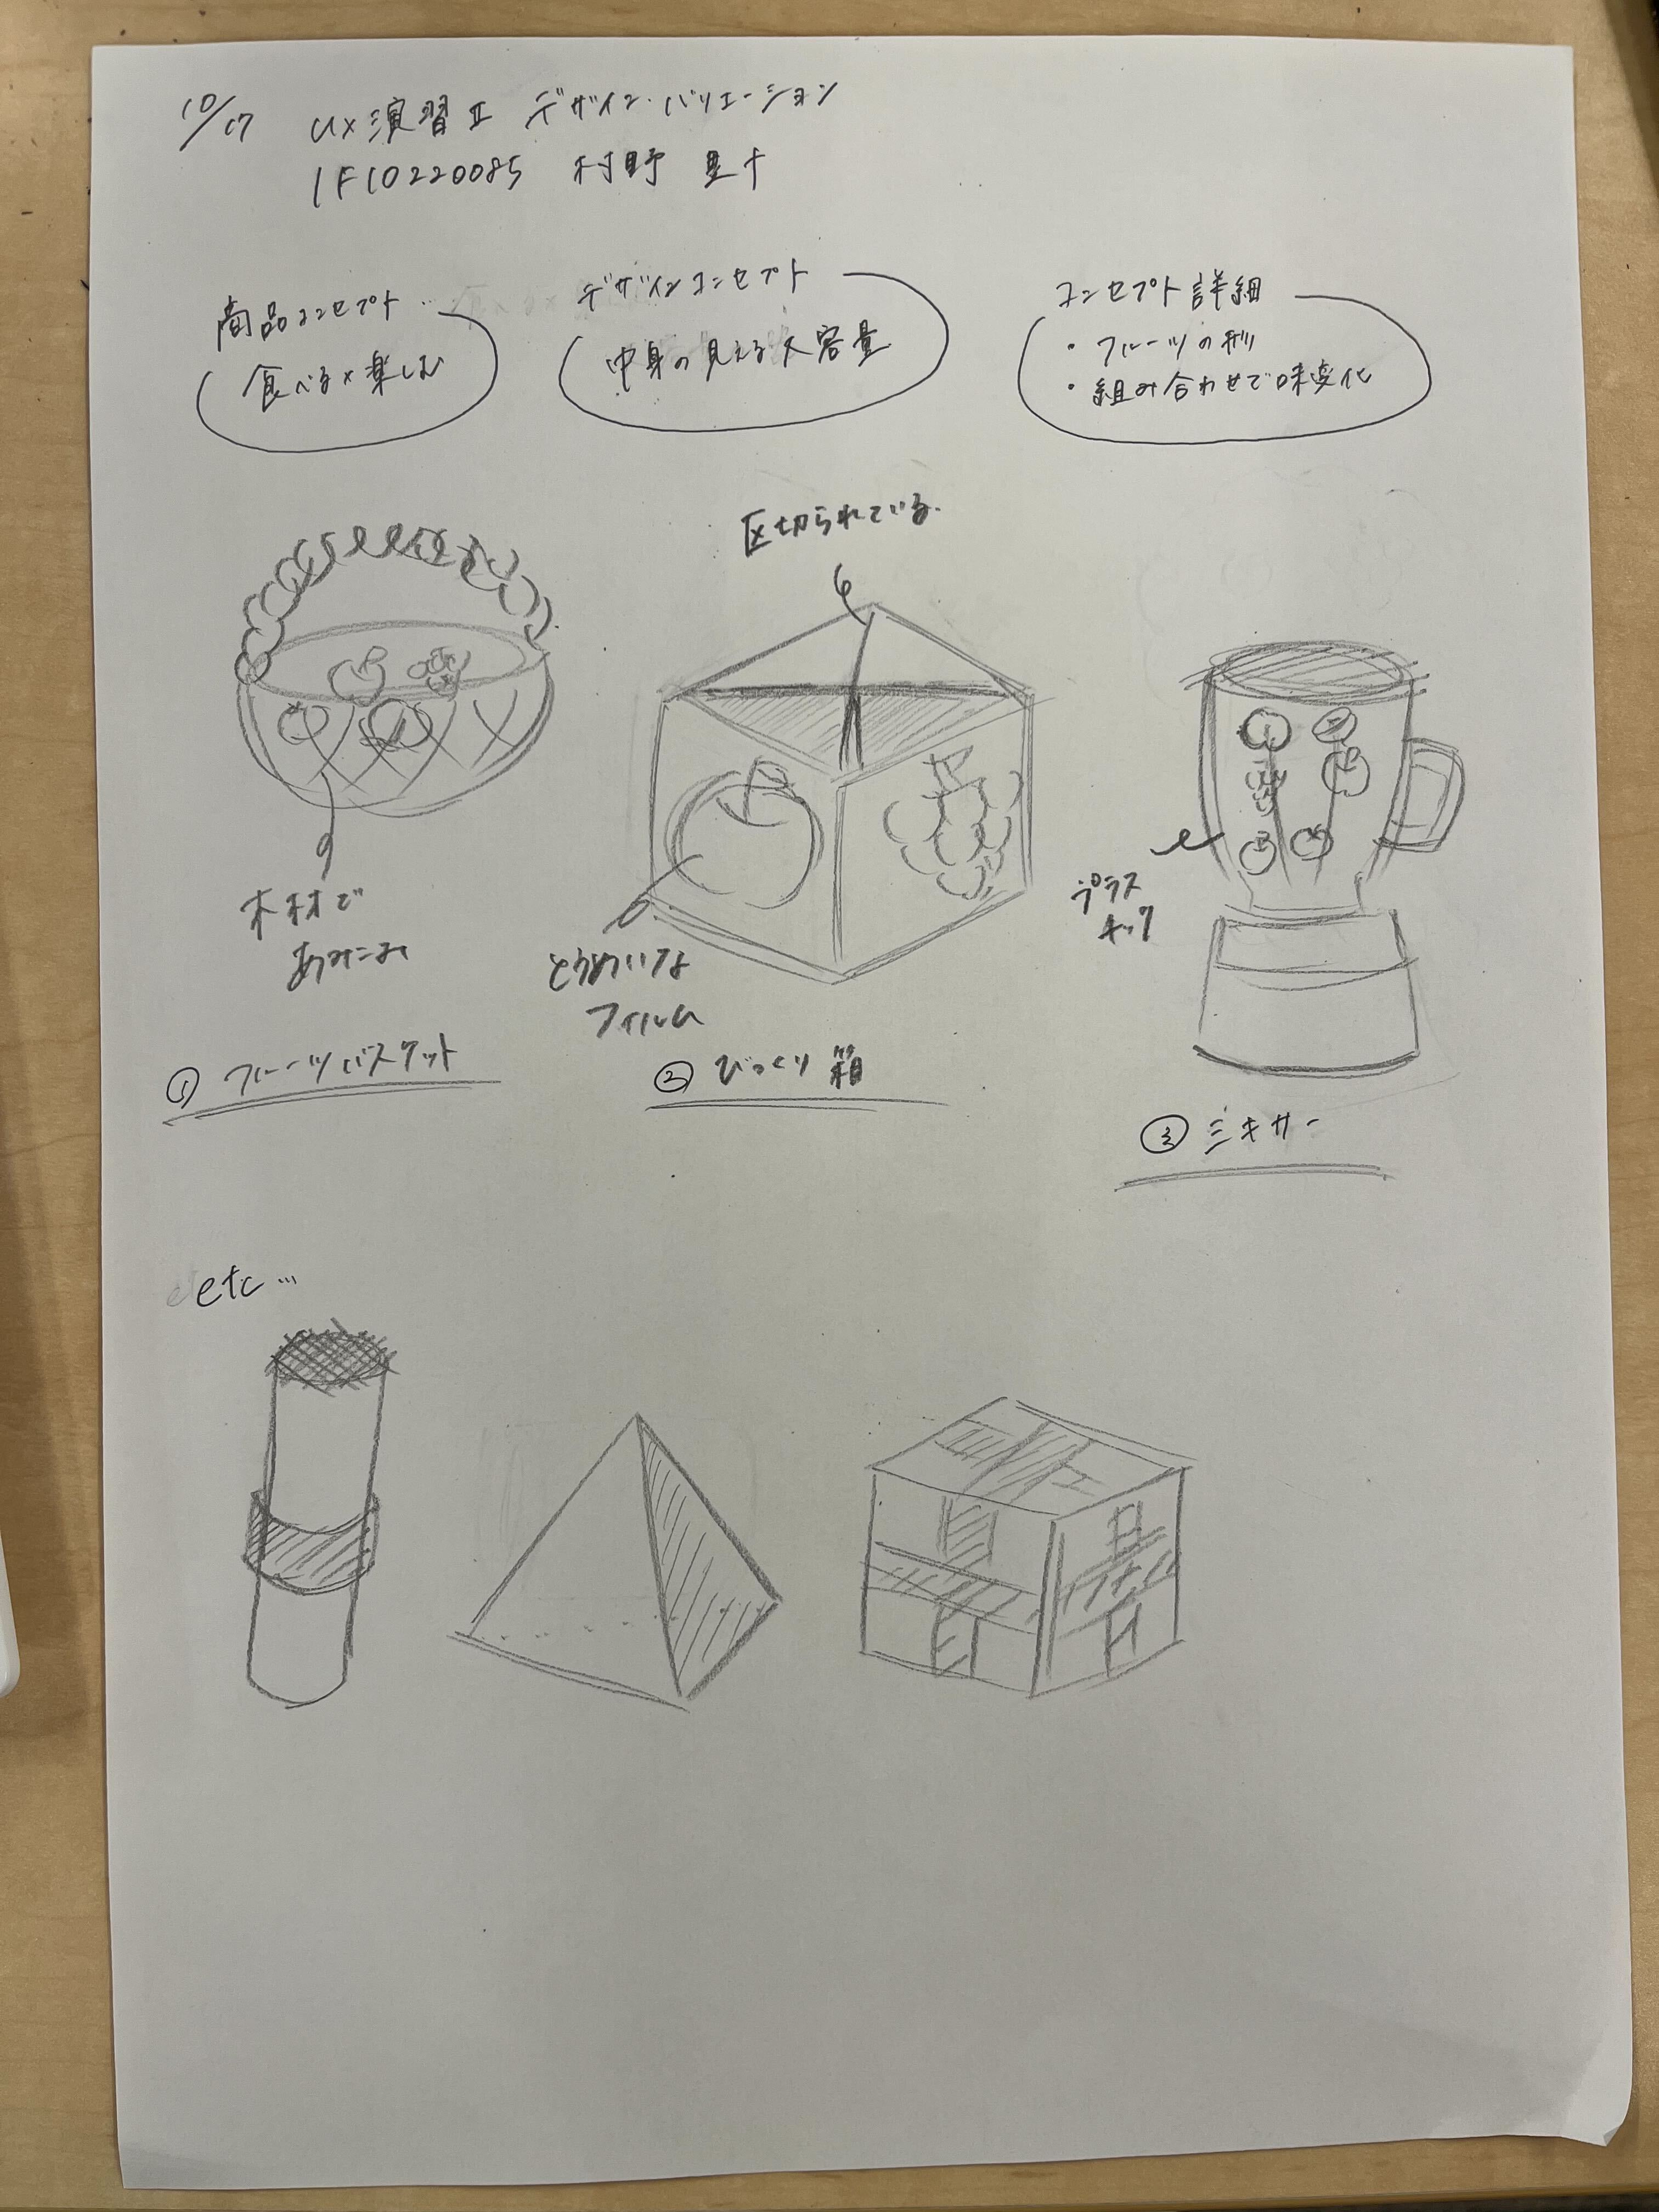 10/17 UX演習Ⅱ デザイン・バリエーション
1F10220085 村野
商品コンセプト…
食べる×楽しむ
デザインコンセプト
中身の見える大容量
コンセプト詳細
・フルーツの形
・組み合わせで味変化
木材で
あみこみ
① フルーツバスケット
区切られている.
とうめいな
フィルム
② びっくり箱
プラス
チック
③ ミキサー
etc…